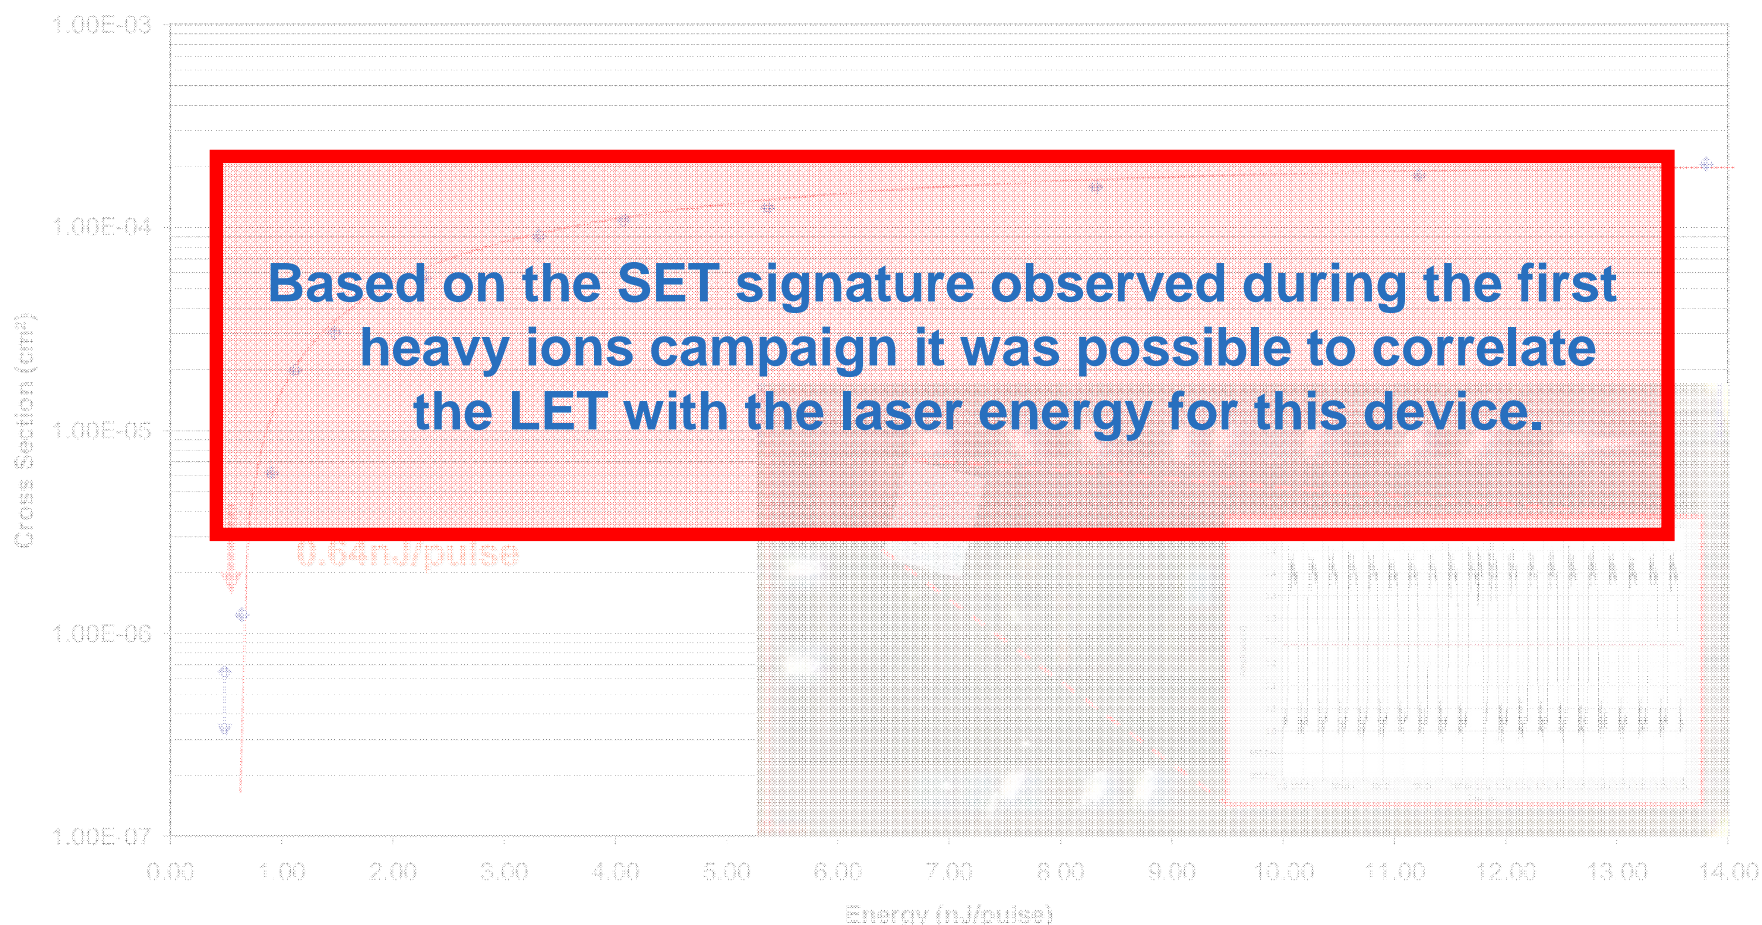 1.00E-03
Based on the SET signature observed during the first
heavy ions campaign it was possible to correlate
the LET with the laser energy for this device.
1.00E-04
1.00E-05
0.64nJ/pulse
1.00E-06
1.00E-07
Cross Section (cm²)
0.00 1.00 2.00 3.00 4.00 5.00 6.00 7.00 8.00 9.00 10.00 11.00 12.00 13.00 14.00
Energy (nJ/pulse)